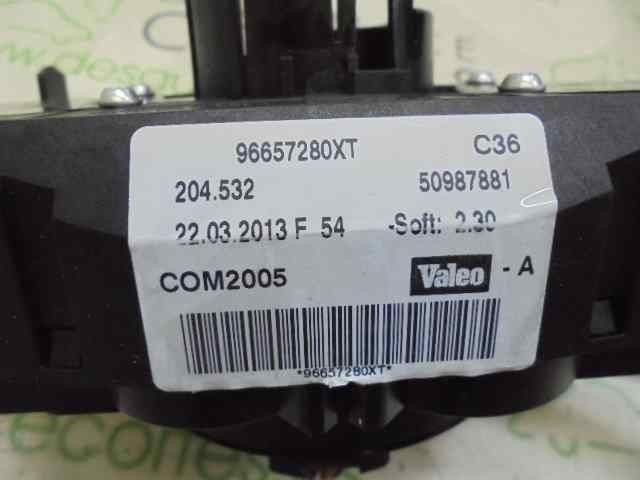 96657280XT C36
204.532 50987881
22.03.2013 F 54 -Soft: 2.30
COM2005 Valeo - A
*96657280XT*